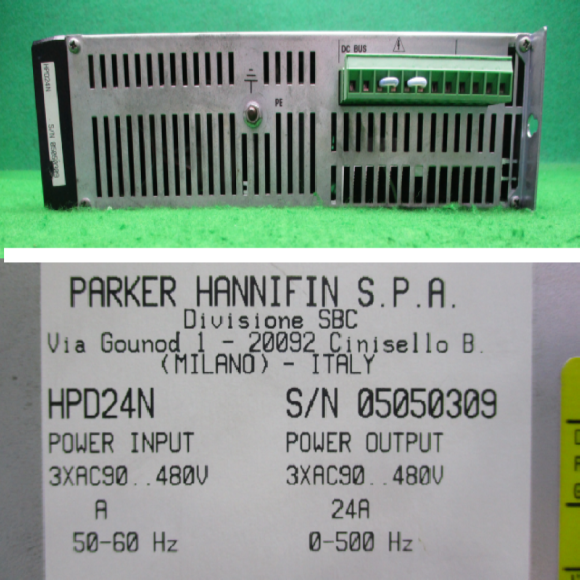 DC BUS
PE
HPD24N S/N 05050309
PARKER HANNIFIN S.P.A.
Divisione SBC
Via Gounod 1 - 20092 Cinisello B.
(MILANO) - ITALY
HPD24N S/N 05050309
POWER INPUT POWER OUTPUT
3XAC90..480V 3XAC90..480V
A 24A
50-60 Hz 0-500 Hz